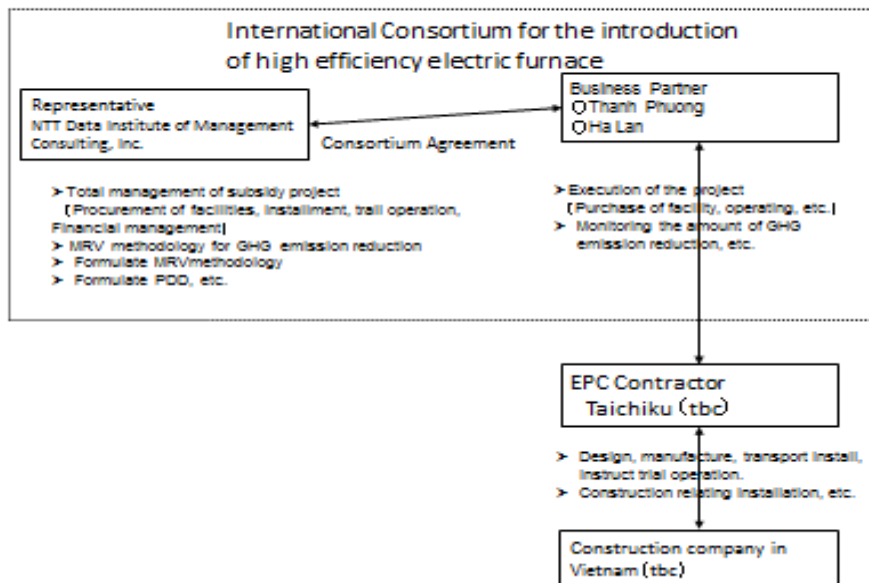 International Consortium for the introduction
of high efficiency electric furnace
Representative
NTT Data Institute of Management
Consulting, Inc.
Consortium Agreement
Business Partner
○Thanh Phuong
○Ha Lan
➢Total management of subsidy project
(Procurement of facilities, Installment, trail operation,
Financial management)
➢ MRV methodology for GHG emission reduction
➢ Formulate MRVmethodology
➢ Formulate PDD, etc.
➢Execution of the project
(Purchase of facility, operating, etc.)
➢ Monitoring the amount of GHG
emission reduction, etc.
EPC Contractor
Taichiku (tbc)
➢ Design, manufacture, transport install,
instruct trial operation.
➢ Construction relating installation, etc.
Construction company in
Vietnam (tbc)